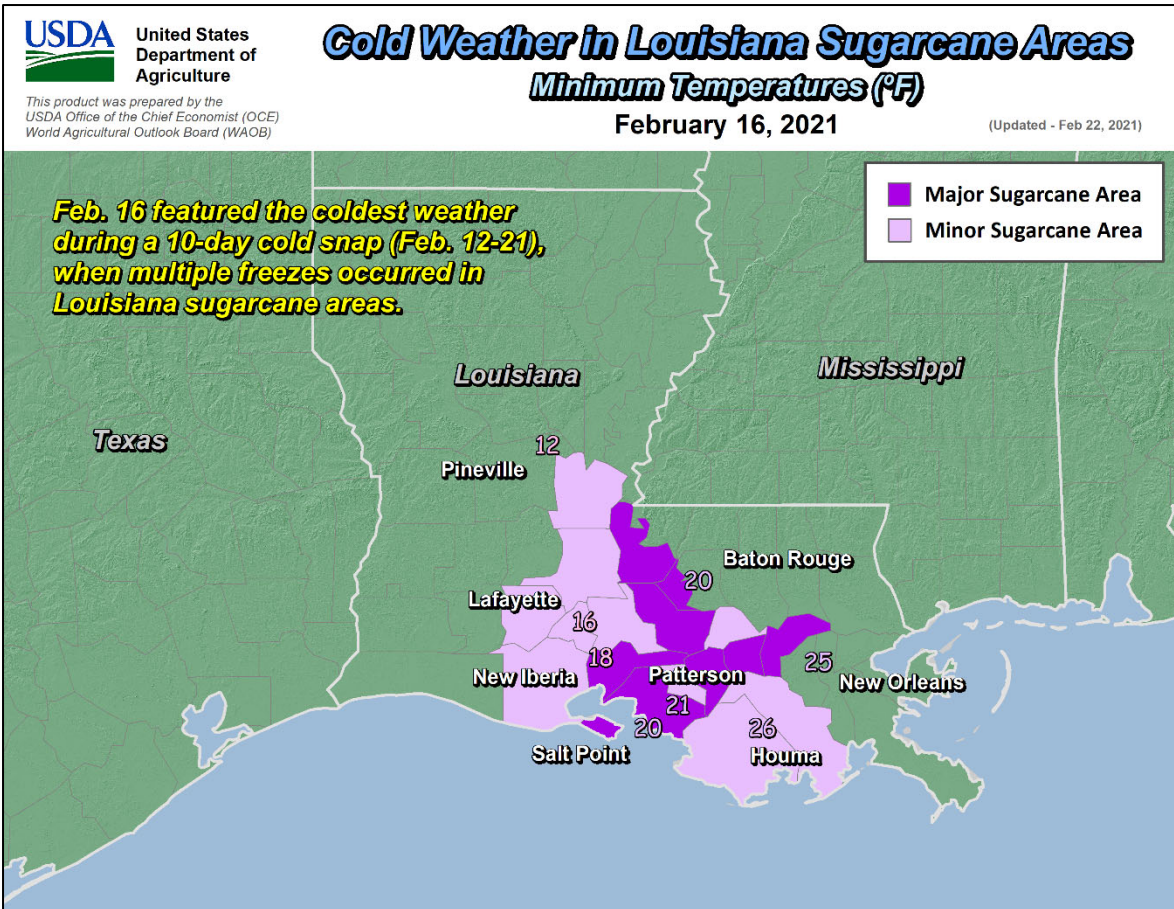 USDA
United States
Department of
Agriculture
This product was prepared by the
USDA Office of the Chief Economist (OCE)
World Agricultural Outlook Board (WAOB)
Cold Weather in Louisiana Sugarcane Areas
Minimum Temperatures (ºF)
February 16, 2021
(Updated - Feb 22, 2021)
Feb. 16 featured the coldest weather
during a 10-day cold snap (Feb. 12-21),
when multiple freezes occurred in
Louisiana sugarcane areas.
Major Sugarcane Area
Minor Sugarcane Area
Louisiana
Mississippi
Texas
12
Pineville
Baton Rouge
20
Lafayette
16
18
25
New Iberia
Patterson
New Orleans
21
20
26
Salt Point
Houma